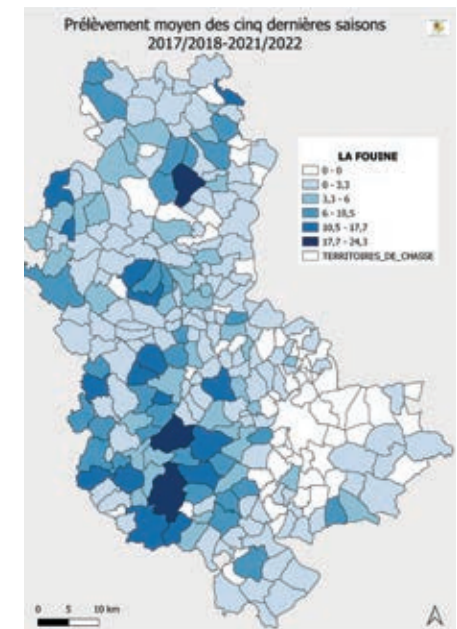 Prélèvement moyen des cinq dernières saisons
2017/2018-2021/2022
LA FOUINE
0 - 0
0 - 3,3
3,3 - 6
6 - 10,5
10,5 - 17,7
17,7 - 24,3
TERRITOIRES_DE_CHASSE
0 5 10 km